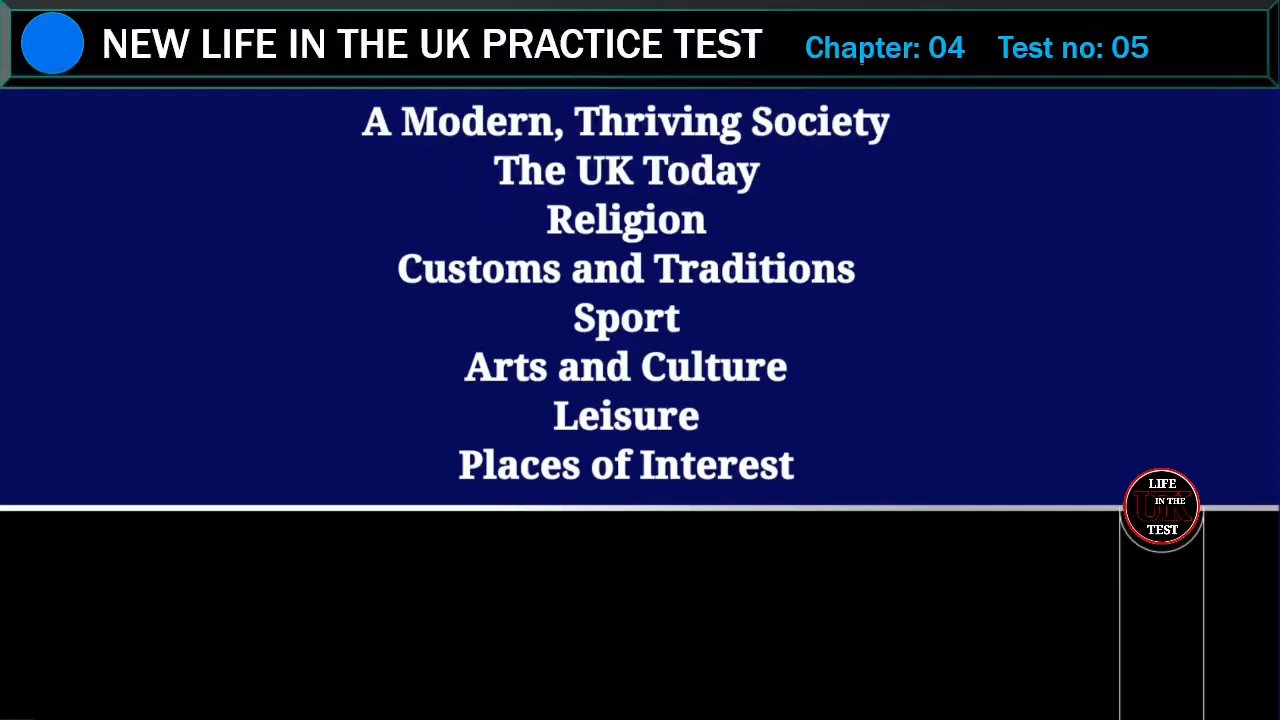 NEW LIFE IN THE UK PRACTICE TEST Chapter: 04 Test no: 05
A Modern, Thriving Society
The UK Today
Religion
Customs and Traditions
Sport
Arts and Culture
Leisure
Places of Interest
LIFE
IN THE
UK
TEST